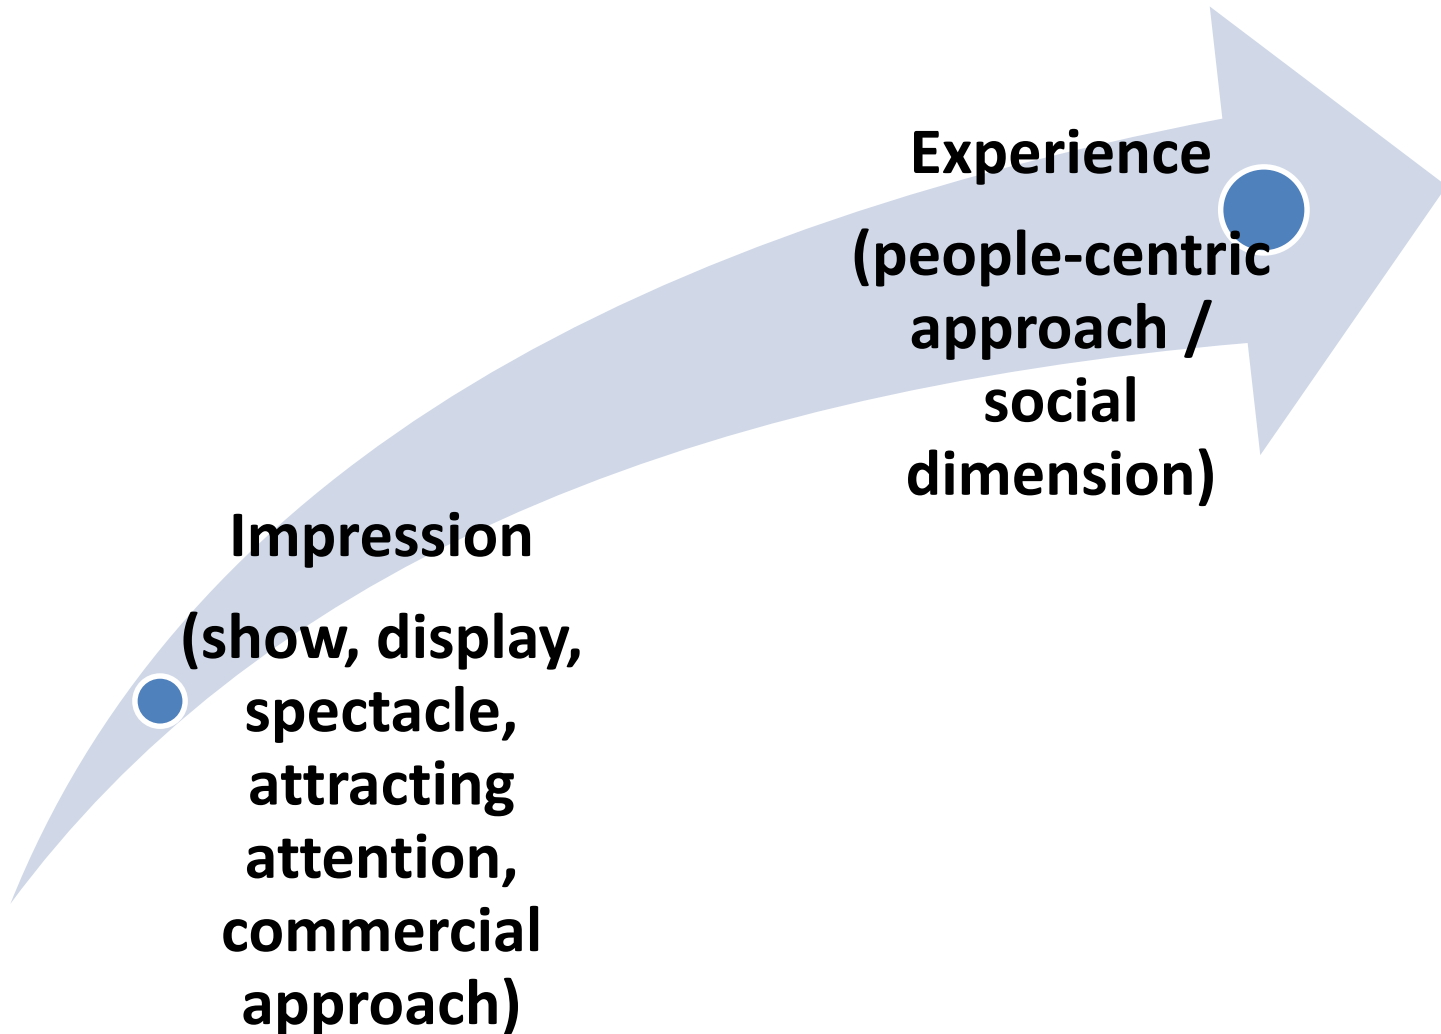 Experience
(people-centric
approach /
social
dimension)
Impression
(show, display,
spectacle,
attracting
attention,
commercial
approach)